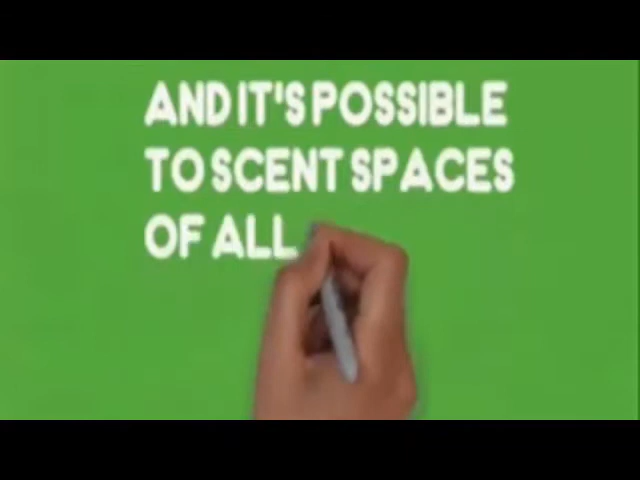 AND IT'S POSSIBLE
TO SCENT SPACES
OF ALL